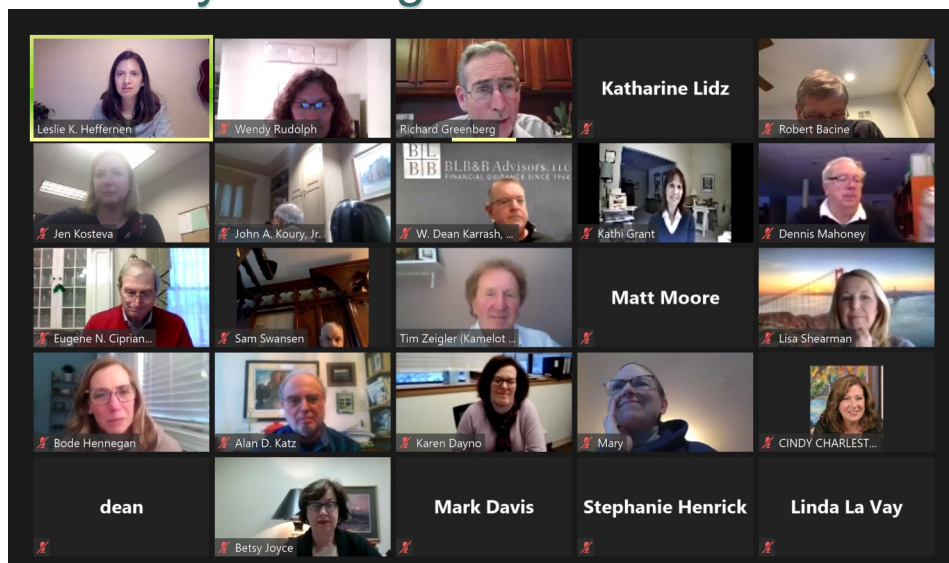 Leslie K. Heffernen
Wendy Rudolph
Richard Greenberg
Katharine Lidz
Robert Bacine
Jen Kosteva
John A. Koury, Jr.
BLB&B Advisors, LLC
FINANCIAL GUIDANCE SINCE 1964
W. Dean Karrash, ...
Kathi Grant
Dennis Mahoney
Eugene N. Ciprian...
Sam Swansen
Tim Zeigler (Kamelot ...
Matt Moore
Lisa Shearman
Bode Hennegan
Alan D. Katz
Karen Dayno
Mary
CINDY CHARLEST...
dean
Betsy Joyce
Mark Davis
Stephanie Henrick
Linda La Vay